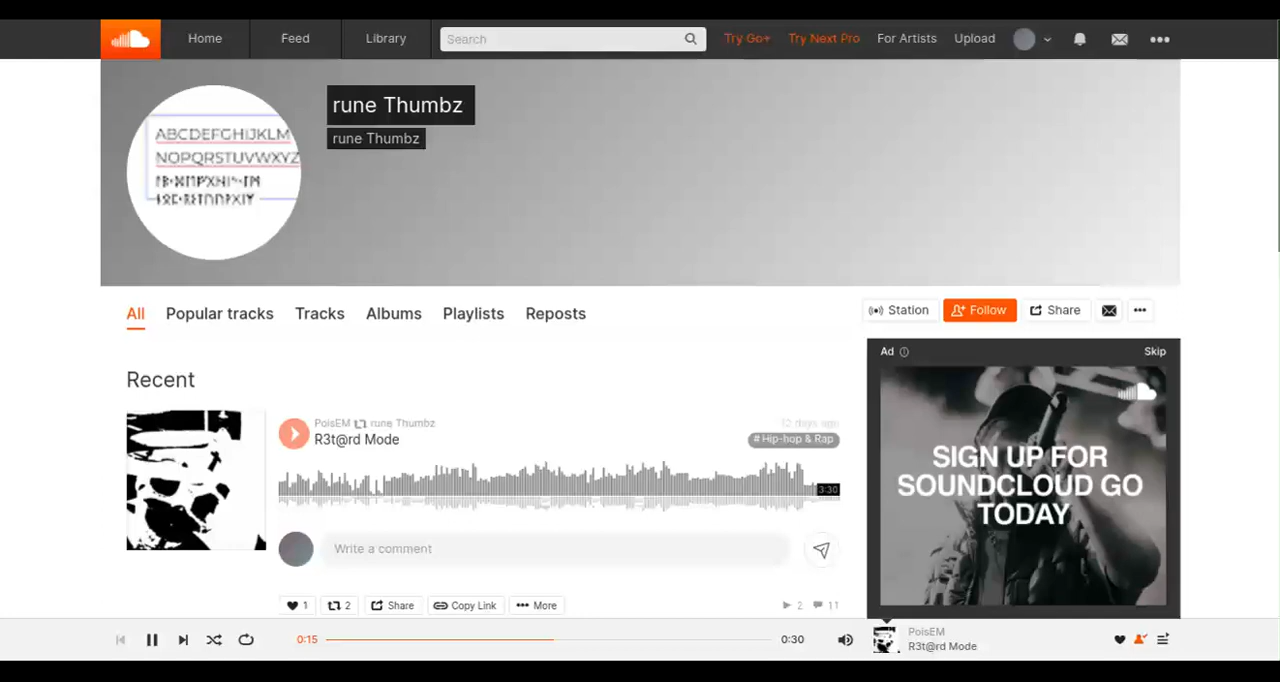 Home
Feed
Library
Search
Try Go+
Try Next Pro
For Artists
Upload
rune Thumbz
rune Thumbz
ABCDEFGHIJKLM
NOPQRSTUVWXYZ
All
Popular tracks
Tracks
Albums
Playlists
Reposts
Station
Follow
Share
Ad
Skip
Recent
PoisEM rune Thumbz
12 days ago
R3t@rd Mode
# Hip-hop & Rap
3:30
SIGN UP FOR
SOUNDCLOUD GO
TODAY
Write a comment
1
2
Share
Copy Link
More
2
11
0:15
0:30
PoisEM
R3t@rd Mode